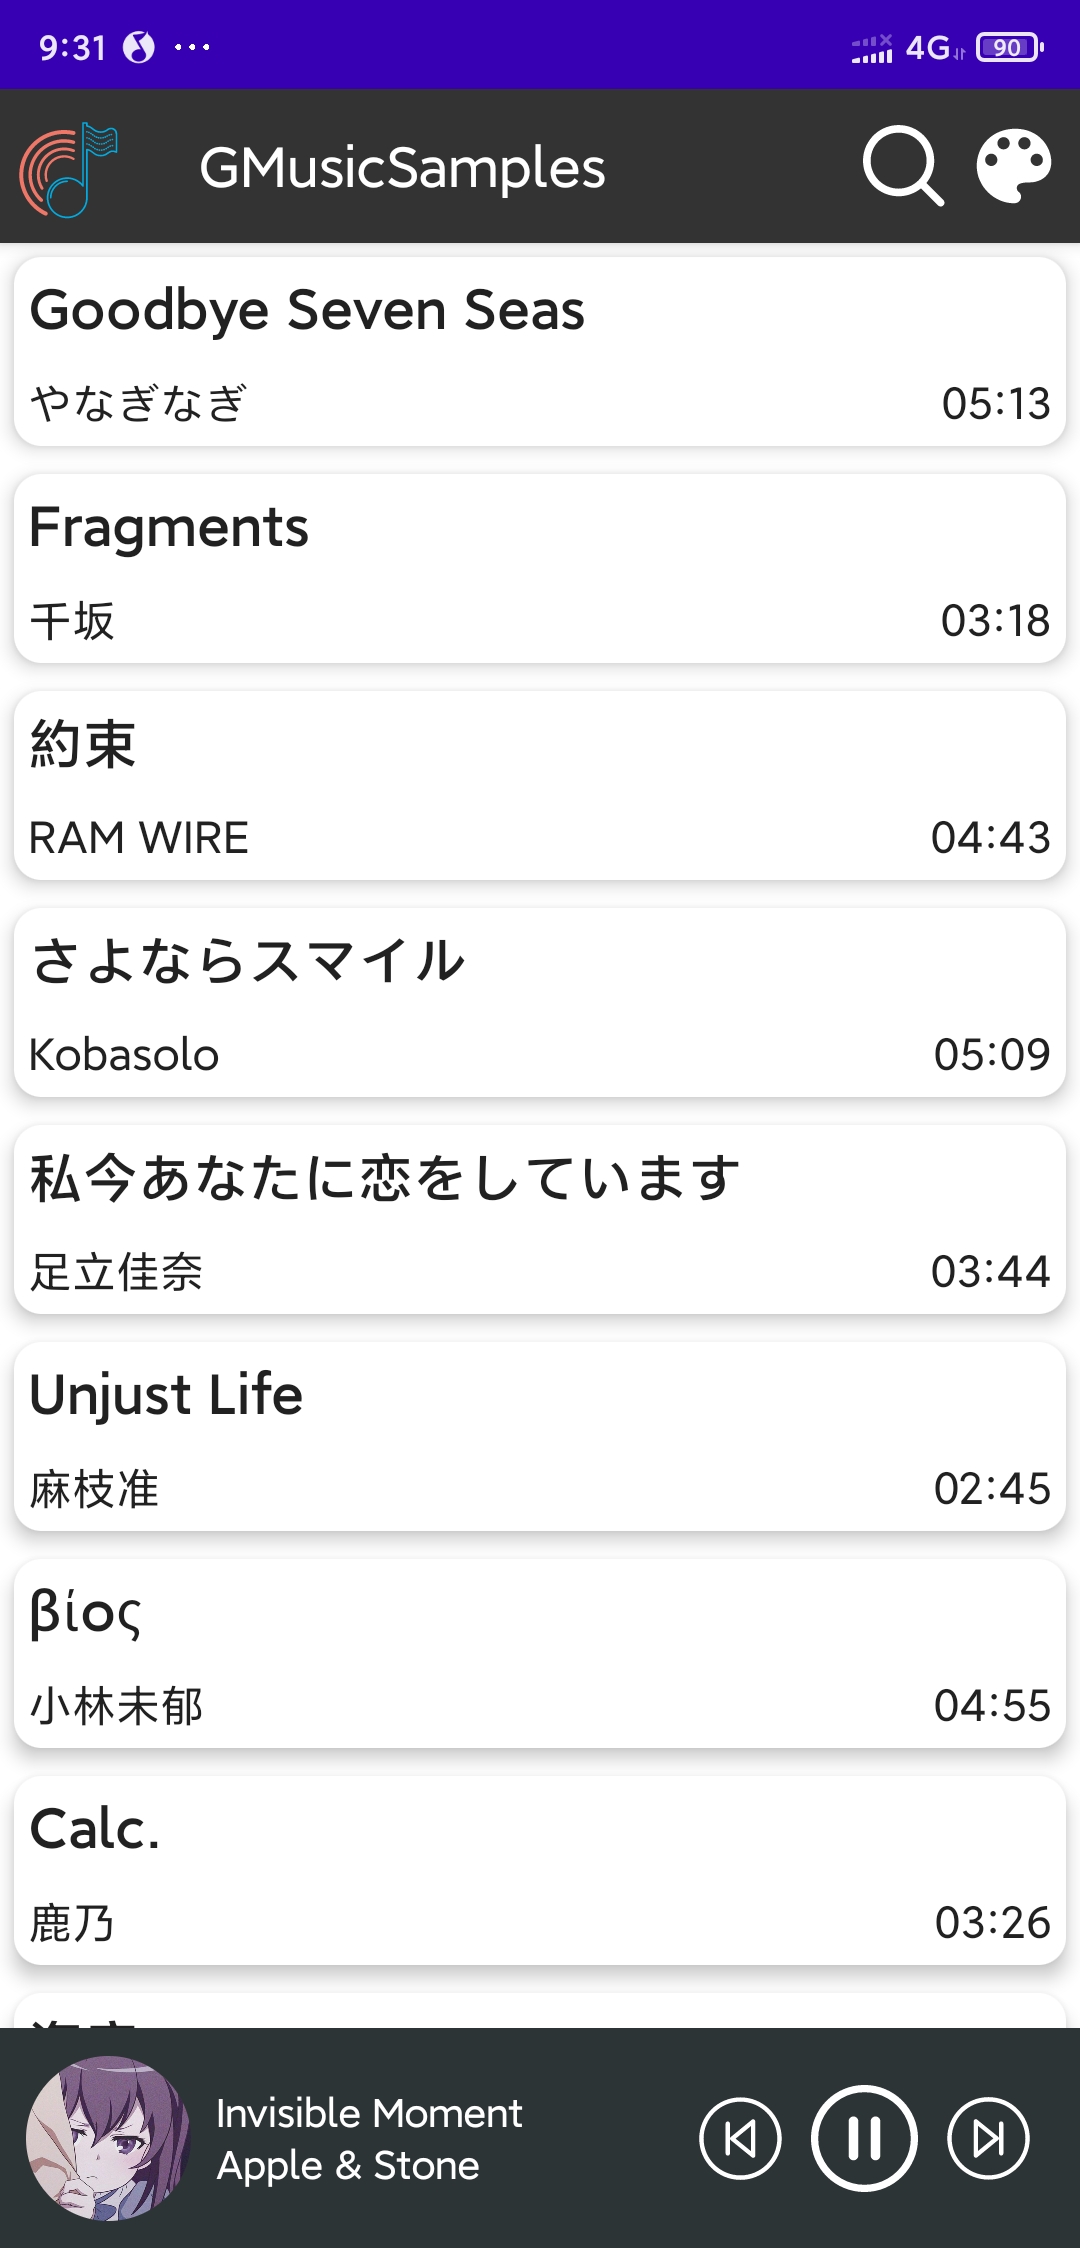 9:31
4G
90
GMusicSamples
Goodbye Seven Seas
やなぎなぎ
05:13
Fragments
千坂
03:18
約束
RAM WIRE
04:43
さよならスマイル
Kobasolo
05:09
私今あなたに恋をしています
足立佳奈
03:44
Unjust Life
麻枝准
02:45
βίος
小林未郁
04:55
Calc.
鹿乃
03:26
Invisible Moment
Apple & Stone